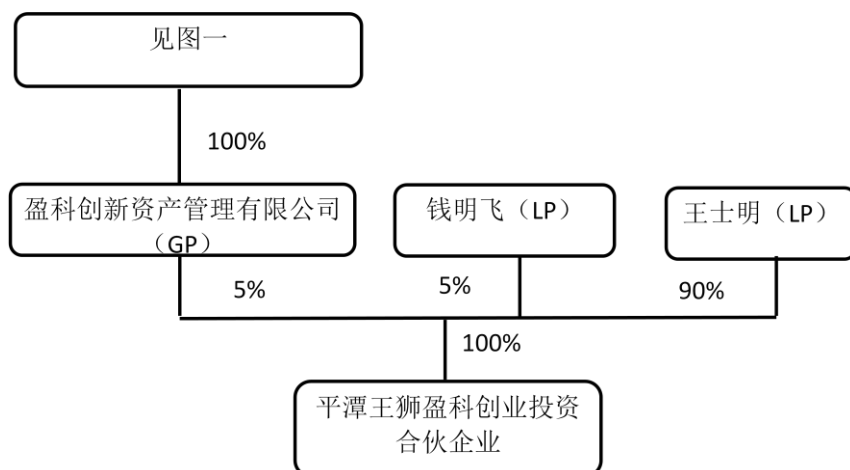 见图一
100%
盈科创新资产管理有限公司
（GP）
钱明飞（LP）
王士明（LP）
5%
5%
90%
100%
平潭王狮盈科创业投资
合伙企业